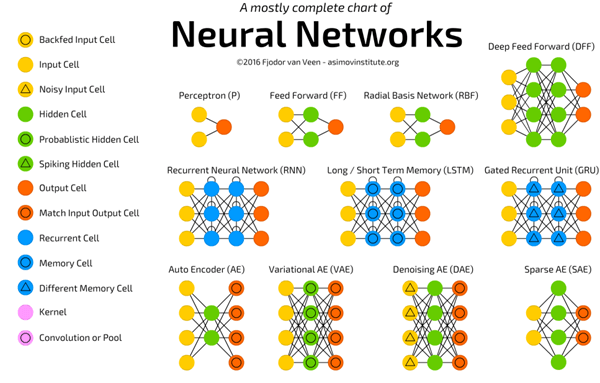 A mostly complete chart of
Neural Networks
©2016 Fjodor van Veen - asimovinstitute.org
Backfed Input Cell
Input Cell
Noisy Input Cell
Hidden Cell
Probablistic Hidden Cell
Spiking Hidden Cell
Output Cell
Match Input Output Cell
Recurrent Cell
Memory Cell
Different Memory Cell
Kernel
Convolution or Pool
Perceptron (P)
Feed Forward (FF)
Radial Basis Network (RBF)
Deep Feed Forward (DFF)
Recurrent Neural Network (RNN)
Long / Short Term Memory (LSTM)
Gated Recurrent Unit (GRU)
Auto Encoder (AE)
Variational AE (VAE)
Denoising AE (DAE)
Sparse AE (SAE)